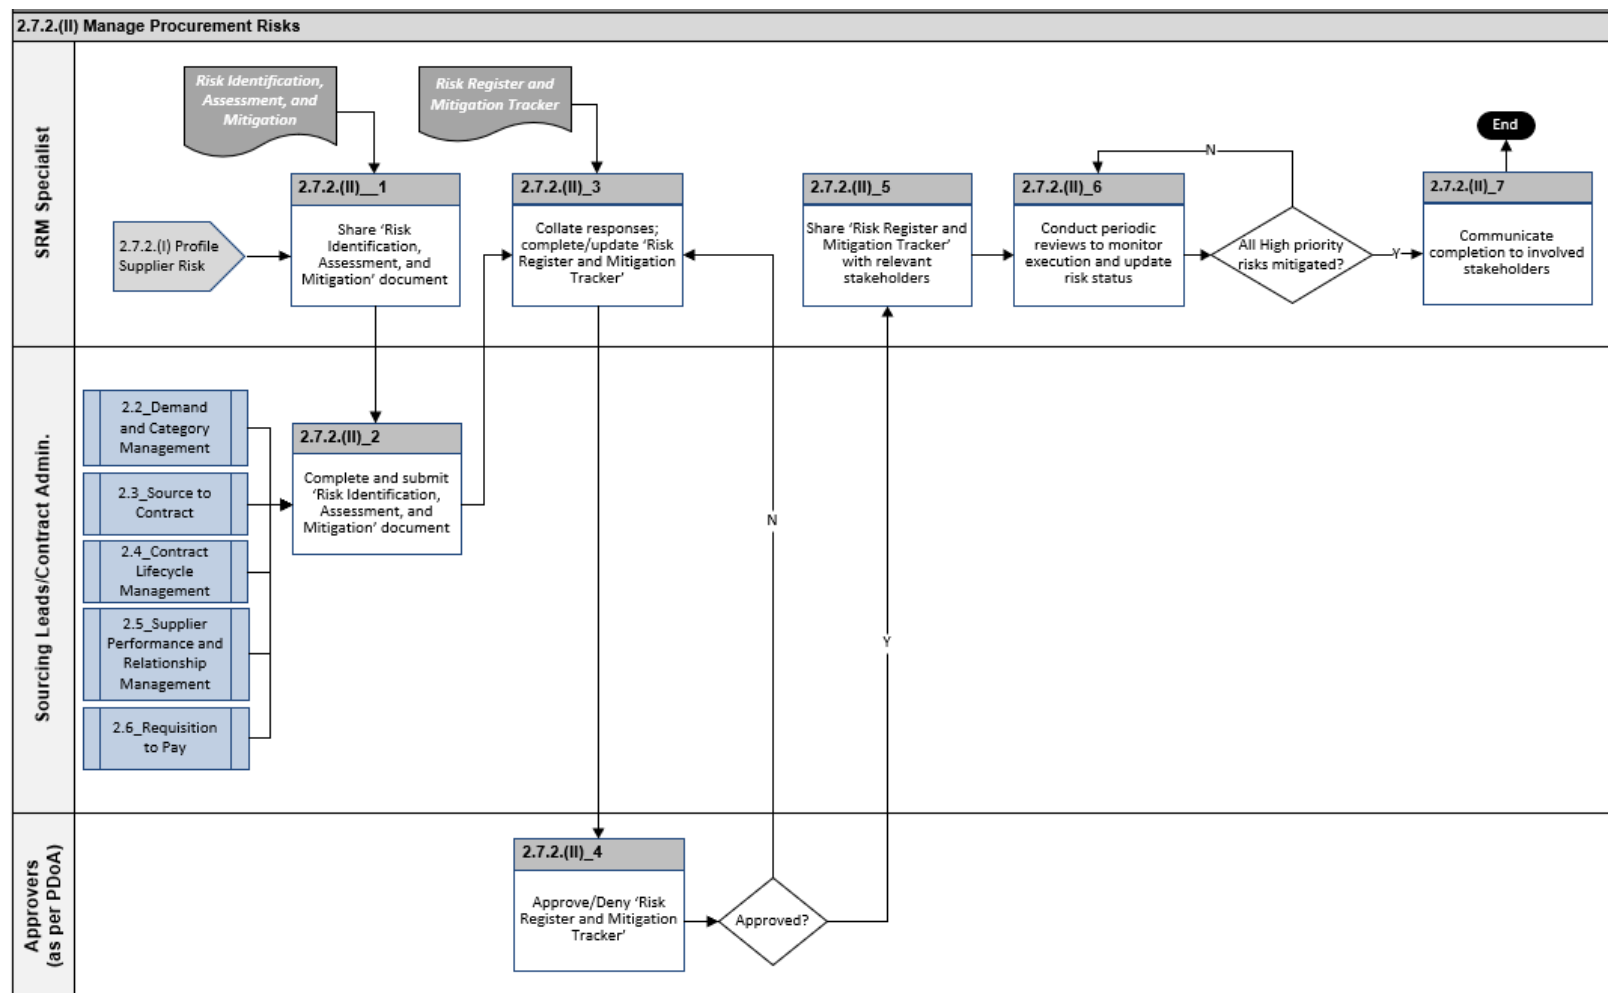 2.7.2.(II) Manage Procurement Risks
SRM Specialist
Risk Identification,
Assessment, and
Mitigation
Risk Register and
Mitigation Tracker
End
2.7.2.(I) Profile
Supplier Risk
2.7.2.(II)__1
Share ‘Risk
Identification,
Assessment, and
Mitigation’ document
2.7.2.(II)_3
Collate responses;
complete/update ‘Risk
Register and Mitigation
Tracker’
2.7.2.(II)_5
Share ‘Risk Register and
Mitigation Tracker’
with relevant
stakeholders
2.7.2.(II)_6
Conduct periodic
reviews to monitor
execution and update
risk status
N
All High priority
risks mitigated?
Y
2.7.2.(II)_7
Communicate
completion to involved
stakeholders
Sourcing Leads/Contract Admin.
2.2_Demand
and Category
Management
2.3_Source to
Contract
2.4_Contract
Lifecycle
Management
2.5_Supplier
Performance and
Relationship
Management
2.6_Requisition
to Pay
2.7.2.(II)_2
Complete and submit
‘Risk Identification,
Assessment, and
Mitigation’ document
N
Y
Approvers
(as per PDoA)
2.7.2.(II)_4
Approve/Deny ‘Risk
Register and Mitigation
Tracker’
Approved?